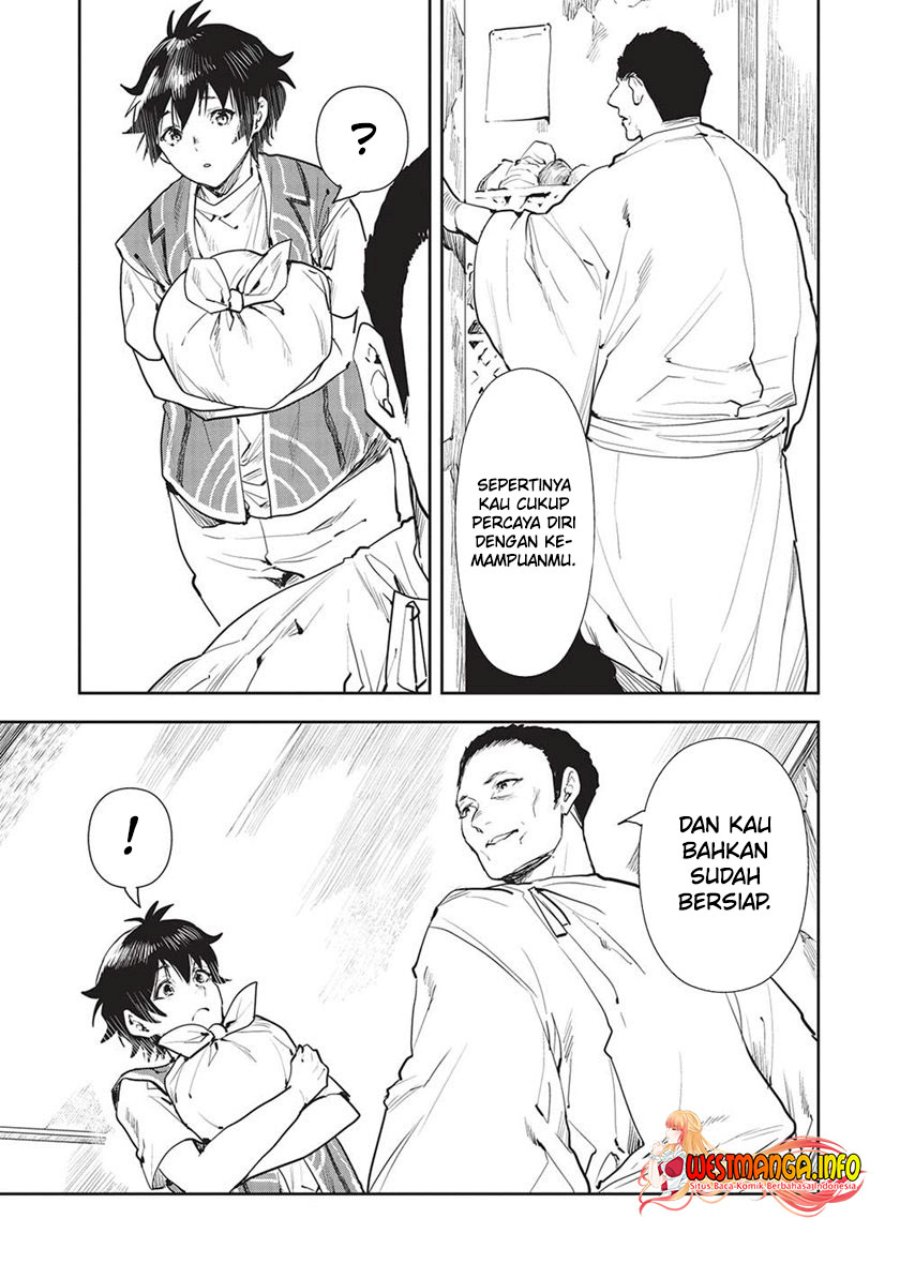 SEPERTINYA
KAU CUKUP
PERCAYA DIRI
DENGAN KE-
MAMPUANMU.
?
DAN KAU
BAHKAN
SUDAH
BERSIAP.
!
WESTMANGA.INFO
Situs Baca Komik Berbahasa Indonesia